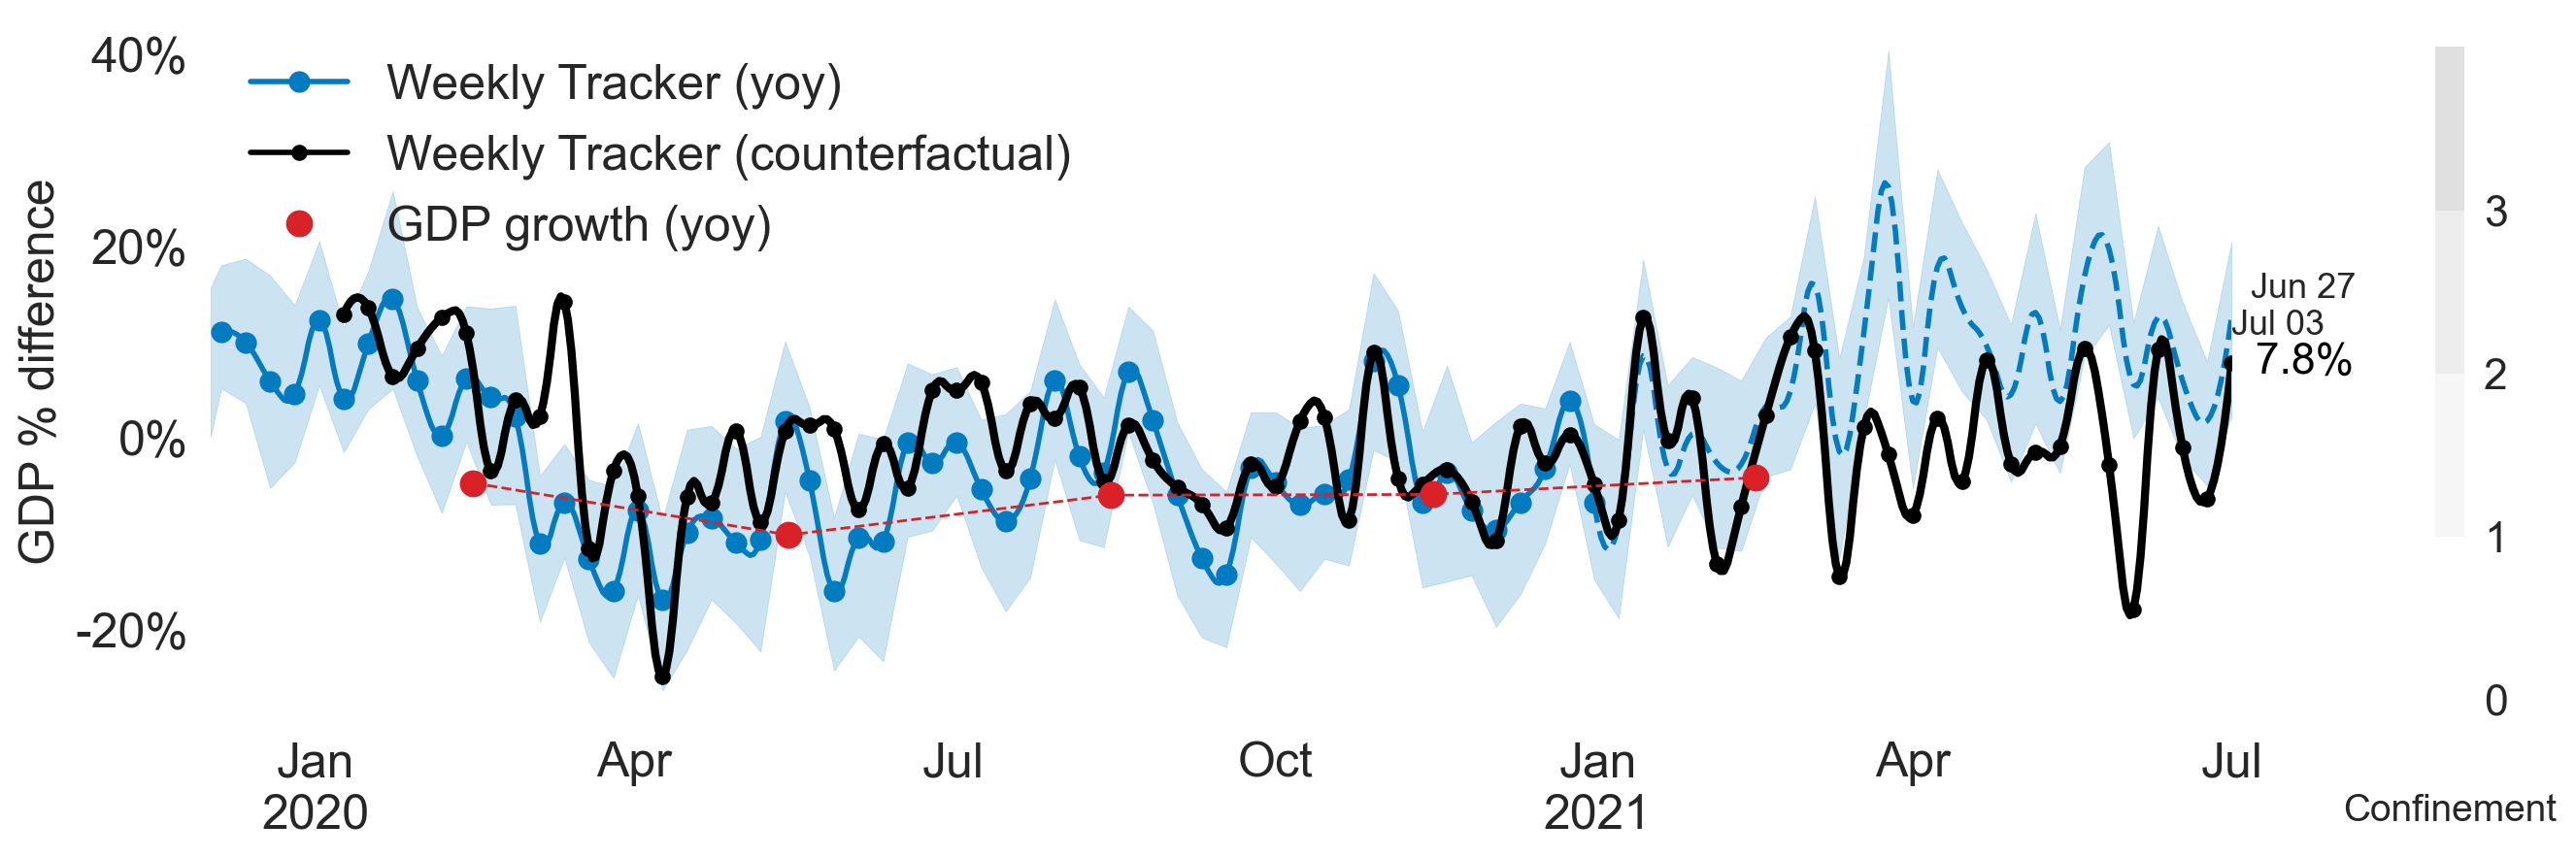 40%
20%
0%
-20%
GDP % difference
Weekly Tracker (yoy)
Weekly Tracker (counterfactual)
GDP growth (yoy)
Jun 27
Jul 03
7.8%
3
2
1
0
Jan
2020
Apr
Jul
Oct
Jan
2021
Apr
Jul
Confinement